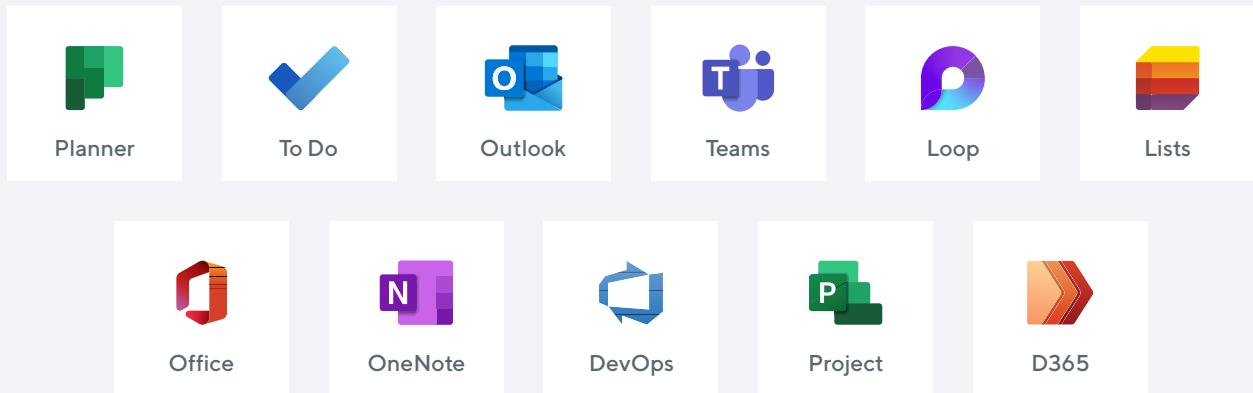 Planner
To Do
O
Outlook
T
Teams
Loop
Lists
Office
N
OneNote
DevOps
P
Project
D365